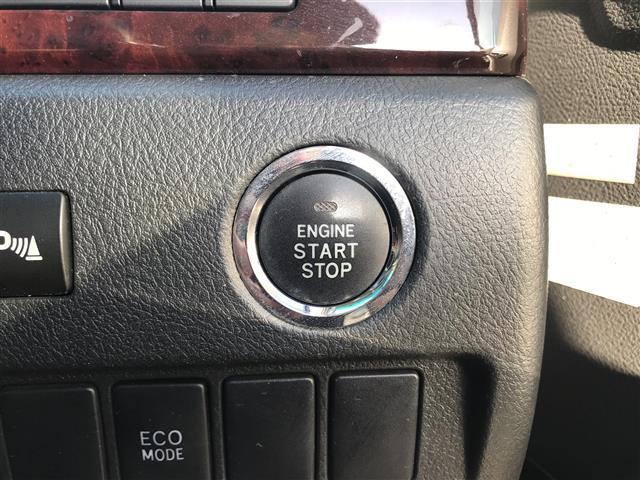 ENGINE
START
STOP
P
ECO
MODE